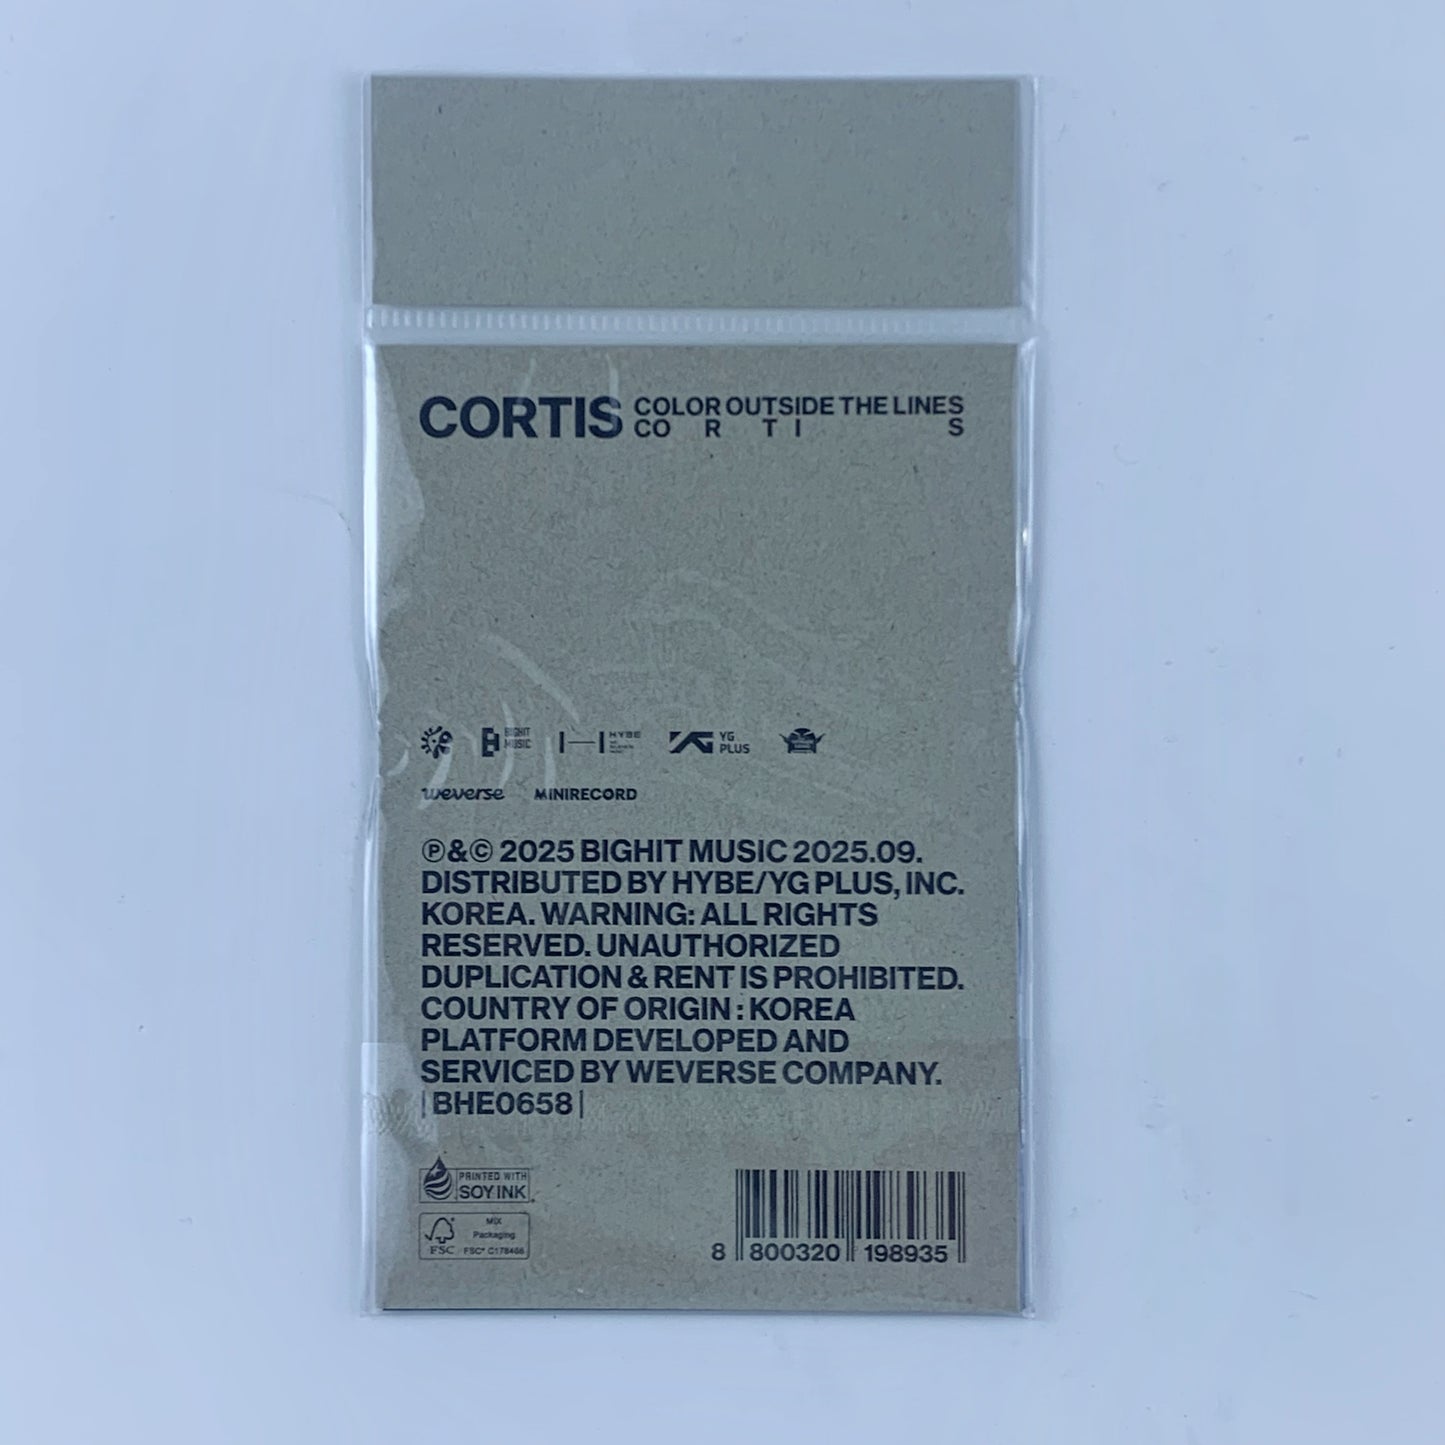 CORTIS COLOR OUTSIDE THE LINES
CO R T I S
BIGHIT
MUSIC
HYBE
YG
PLUS
weverse MINIRECORD
℗&© 2025 BIGHIT MUSIC 2025.09.
DISTRIBUTED BY HYBE/YG PLUS, INC.
KOREA. WARNING: ALL RIGHTS
RESERVED. UNAUTHORIZED
DUPLICATION & RENT IS PROHIBITED.
COUNTRY OF ORIGIN : KOREA
PLATFORM DEVELOPED AND
SERVICED BY WEVERSE COMPANY.
| BHE0658 |
PRINTED WITH
SOY INK
MIX
Packaging
FSC FSC® C178466
8 800320 198935